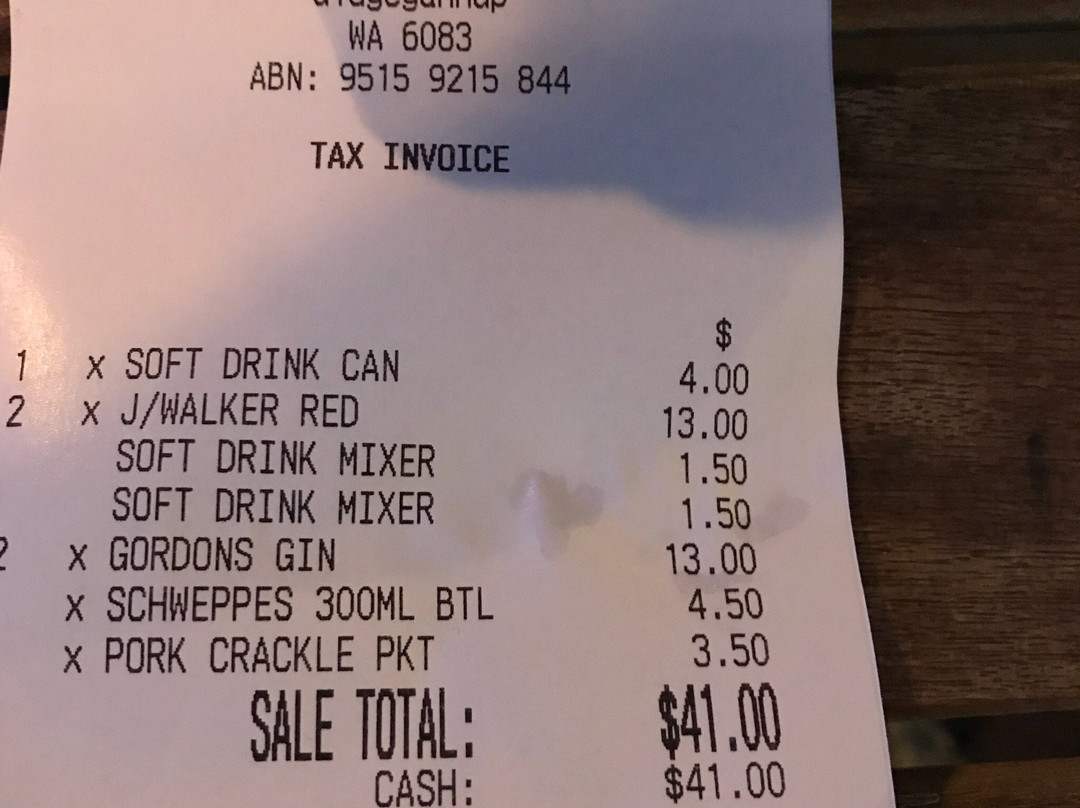 WA 6083
ABN: 9515 9215 844
TAX INVOICE
$
1 x SOFT DRINK CAN 4.00
2 x J/WALKER RED 13.00
SOFT DRINK MIXER 1.50
SOFT DRINK MIXER 1.50
2 x GORDONS GIN 13.00
x SCHWEPPES 300ML BTL 4.50
x PORK CRACKLE PKT 3.50
SALE TOTAL: $41.00
CASH: $41.00